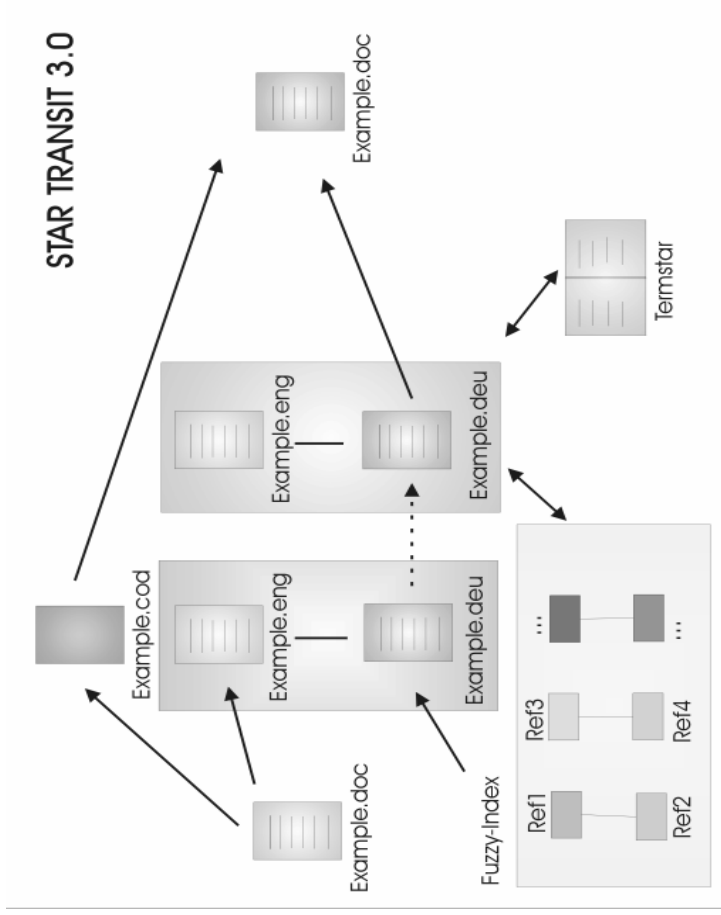 STAR TRANSIT 3.0
Example.cod
Example.eng
Example.eng
Example.doc
Example.doc
Example.deu
Example.deu
Fuzzy-Index
Ref1
Ref3
...
Termstar
Ref2
Ref4
...